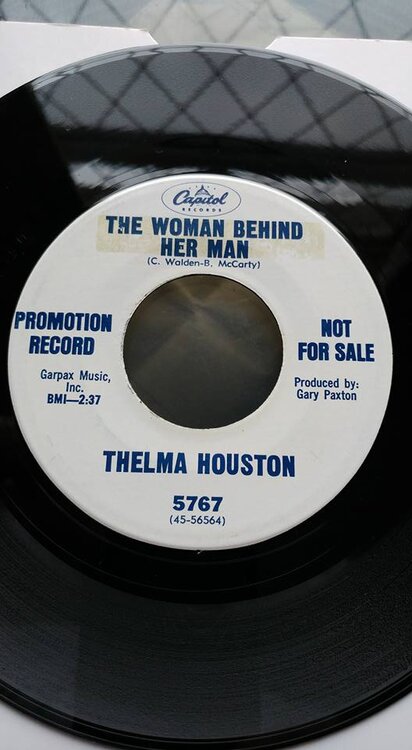 Capitol
RECORDS
THE WOMAN BEHIND
HER MAN
(C. Walden-B. McCarty)
PROMOTION
RECORD
NOT
FOR SALE
Garpax Music,
Inc.
BMI—2:37
Produced by:
Gary Paxton
THELMA HOUSTON
5767
(45-56564)